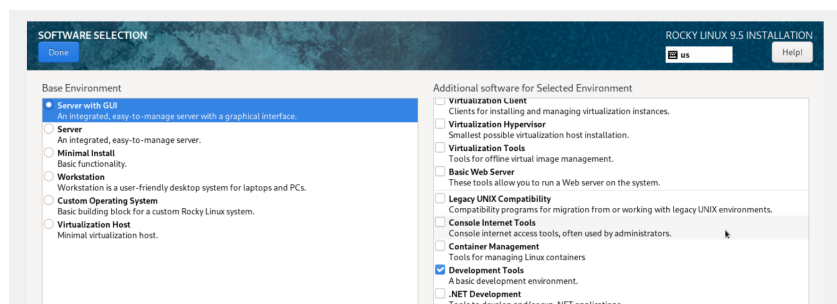 SOFTWARE SELECTION
ROCKY LINUX 9.5 INSTALLATION
Done
us
Help!
Base Environment
Server with GUI
An integrated, easy-to-manage server with a graphical interface.
Server
An integrated, easy-to-manage server.
Minimal Install
Basic functionality.
Workstation
Workstation is a user-friendly desktop system for laptops and PCs.
Custom Operating System
Basic building block for a custom Rocky Linux system.
Virtualization Host
Minimal virtualization host.
Additional software for Selected Environment
Virtualization Client
Clients for installing and managing virtualization instances.
Virtualization Hypervisor
Smallest possible virtualization host installation.
Virtualization Tools
Tools for offline virtual image management.
Basic Web Server
These tools allow you to run a Web server on the system.
Legacy UNIX Compatibility
Compatibility programs for migration from or working with legacy UNIX environments.
Console Internet Tools
Console internet access tools, often used by administrators.
Container Management
Tools for managing Linux containers
Development Tools
A basic development environment.
.NET Development